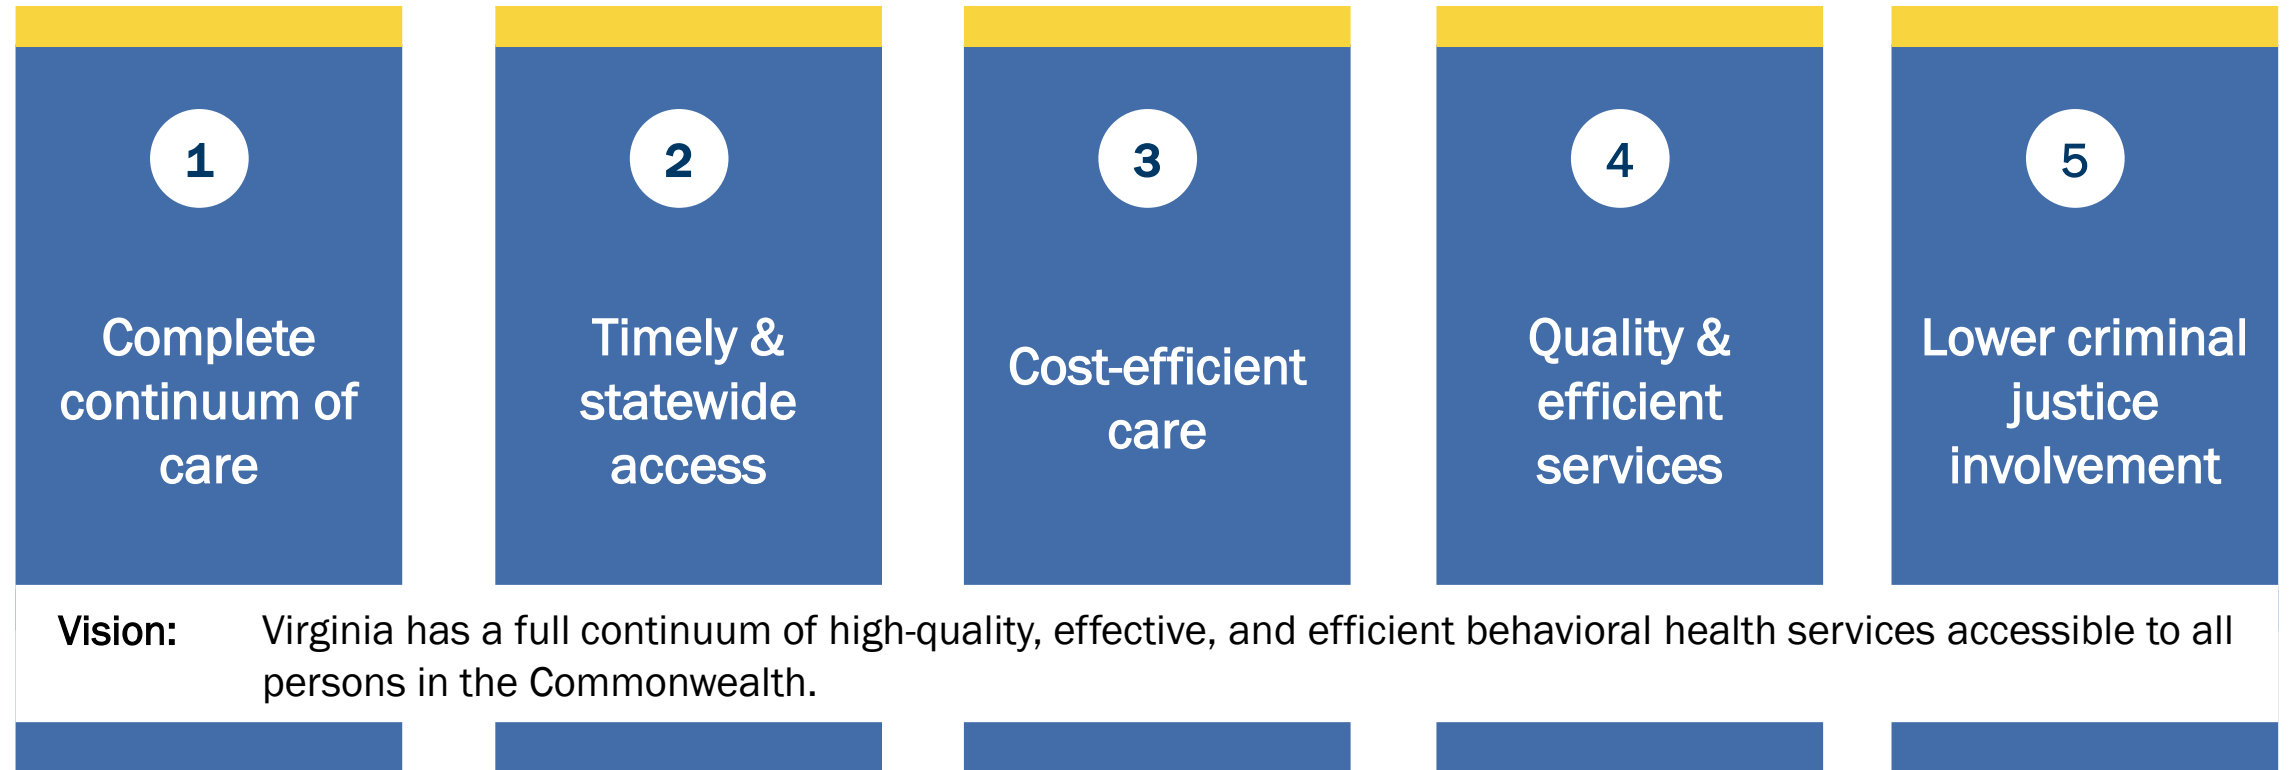 1
Complete
continuum of
care
2
Timely &
statewide
access
3
Cost-efficient
care
4
Quality &
efficient
services
5
Lower criminal
justice
involvement
Vision: Virginia has a full continuum of high-quality, effective, and efficient behavioral health services accessible to all
persons in the Commonwealth.